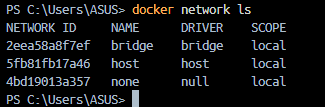 PS C:\Users\ASUS> docker network ls
NETWORK ID     NAME      DRIVER    SCOPE
2eea58a8f7ef   bridge    bridge    local
5fb81fb17a46   host      host      local
4bd19013a357   none      null      local
PS C:\Users\ASUS>